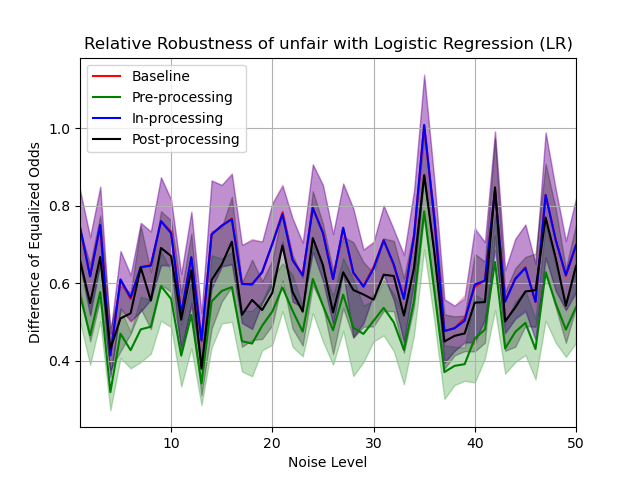 Relative Robustness of unfair with Logistic Regression (LR)
Baseline
Pre-processing
In-processing
Post-processing
Difference of Equalized Odds
1.0
0.8
0.6
0.4
10 20 30 40 50
Noise Level